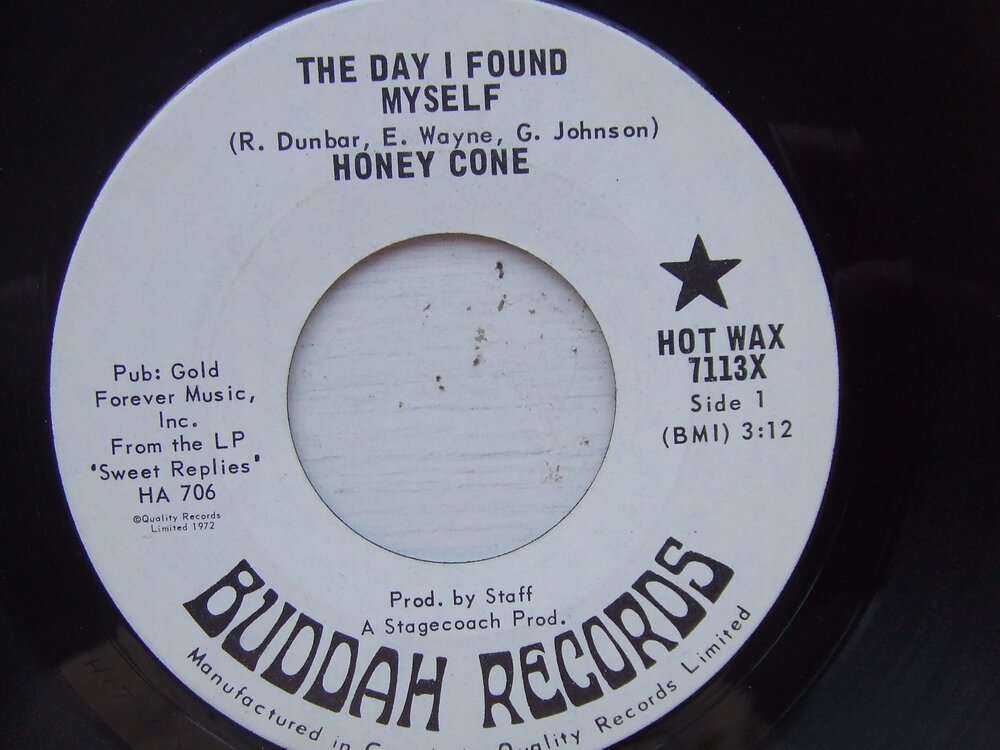 THE DAY I FOUND
MYSELF
(R. Dunbar, E. Wayne, G. Johnson)
HONEY CONE
HOT WAX
7113X
Side 1
(BMI) 3:12
Pub: Gold
Forever Music,
Inc.
From the LP
'Sweet Replies'
HA 706
©Quality Records
Limited 1972
Prod. by Staff
A Stagecoach Prod.
BUDDAH RECORDS
Manufactured in Quality Records Limited